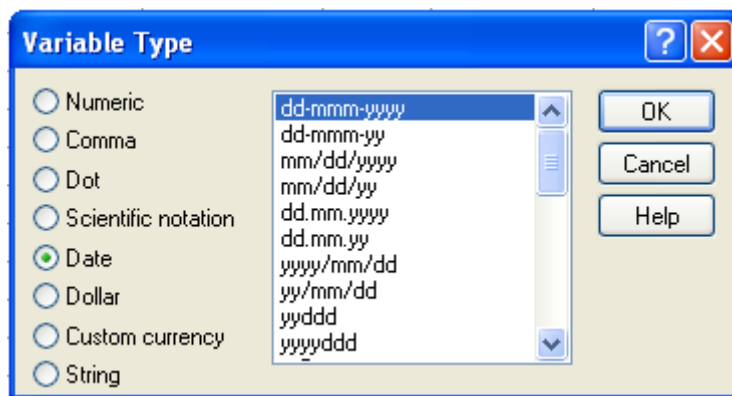 Variable Type
Numeric
Comma
Dot
Scientific notation
Date
Dollar
Custom currency
String
dd-mmm-yyyy
dd-mmm-yy
mm/dd/yyyy
mm/dd/yy
dd.mm.yyyy
dd.mm.yy
yyyy/mm/dd
yy/mm/dd
yyddd
yyyyddd
OK
Cancel
Help